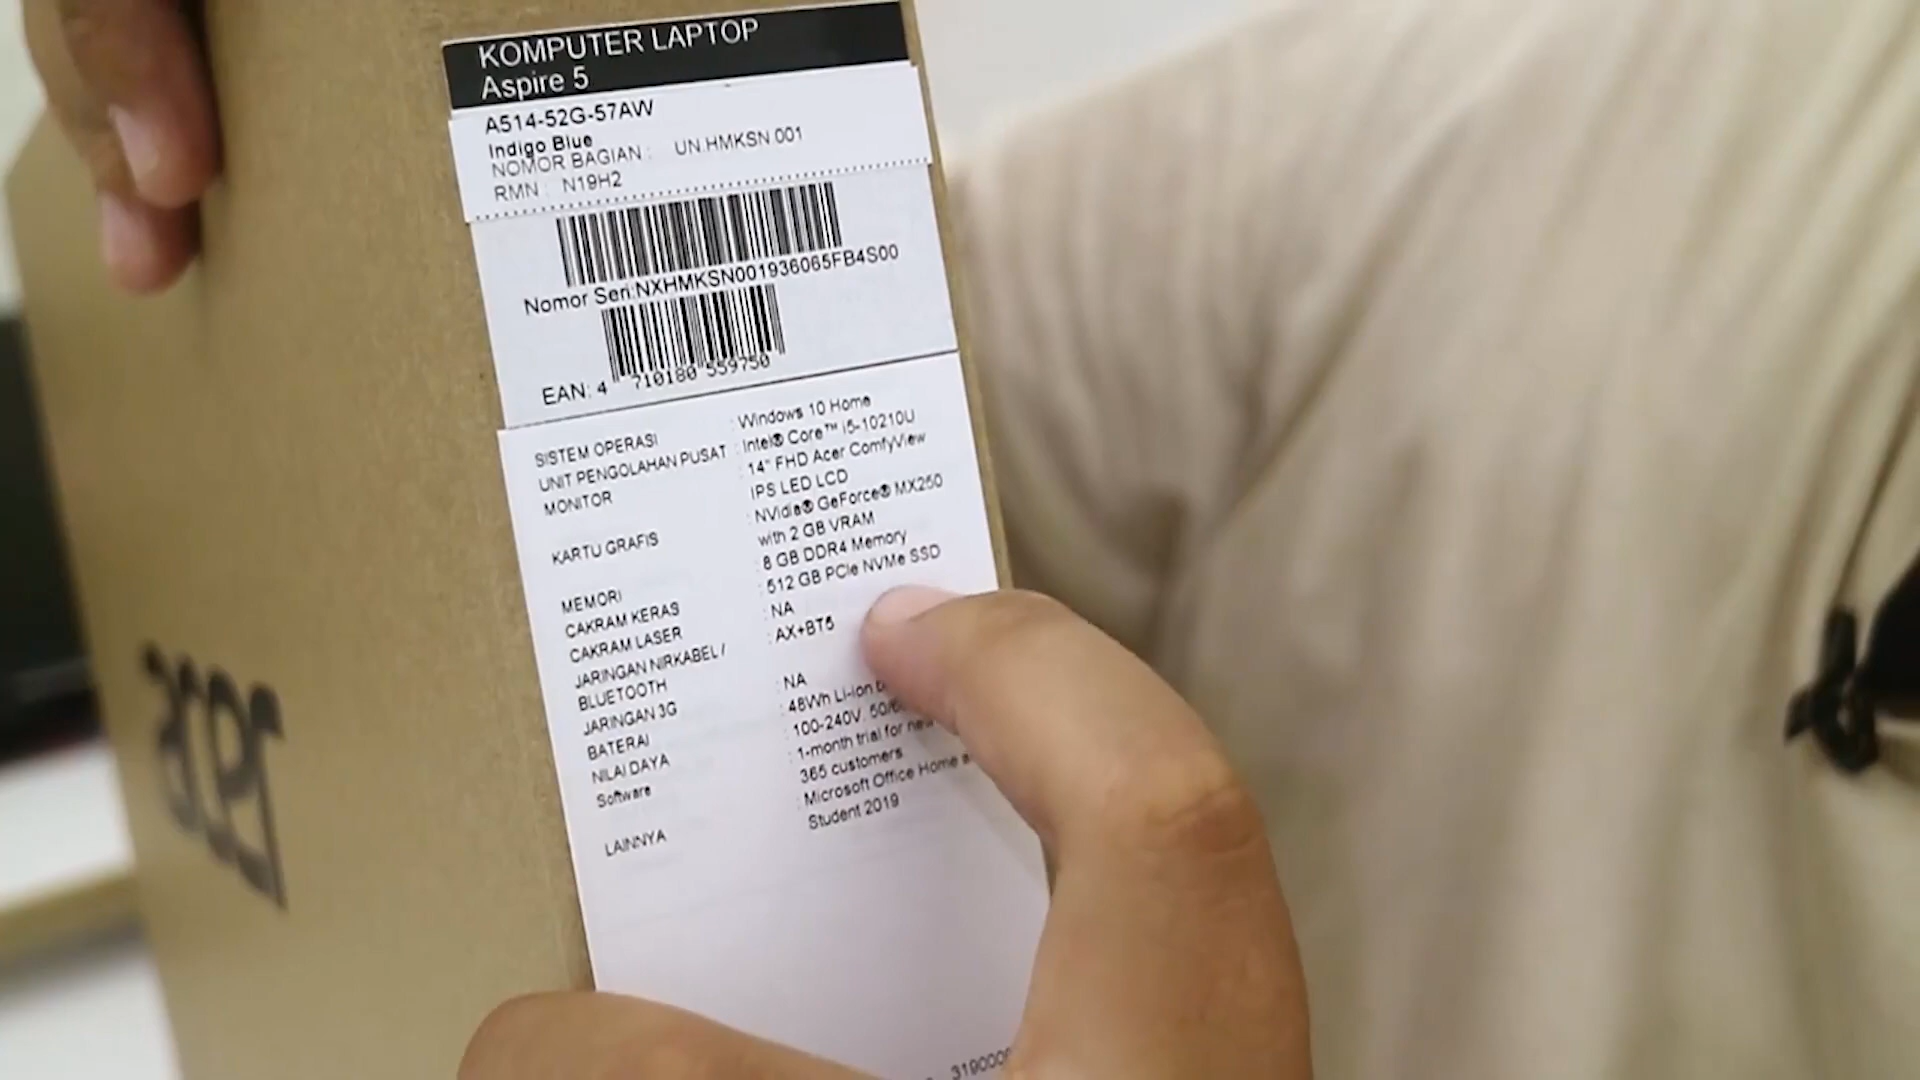 KOMPUTER LAPTOP
Aspire 5
A514-52G-57AW
Indigo Blue
NOMOR BAGIAN : UN.HMKSN.001
RMN : N19H2
Nomor Seri:NXHMKSN001936065FB4S00
EAN: 4 710180 559750
SISTEM OPERASI : Windows 10 Home
UNIT PENGOLAHAN PUSAT : Intel® Core™ i5-10210U
MONITOR : 14" FHD Acer ComfyView
IPS LED LCD
KARTU GRAFIS : NVidia® GeForce® MX250
with 2 GB VRAM
MEMORI : 8 GB DDR4 Memory
CAKRAM KERAS : 512 GB PCIe NVMe SSD
CAKRAM LASER : NA
JARINGAN NIRKABEL / : AX+BT5
BLUETOOTH
JARINGAN 3G : NA
BATERAI : 48Wh Li-ion
NILAI DAYA : 100-240V, 50/6
Software : 1-month trial for
365 customers
LAINNYA : Microsoft Office Home
Student 2019
acer